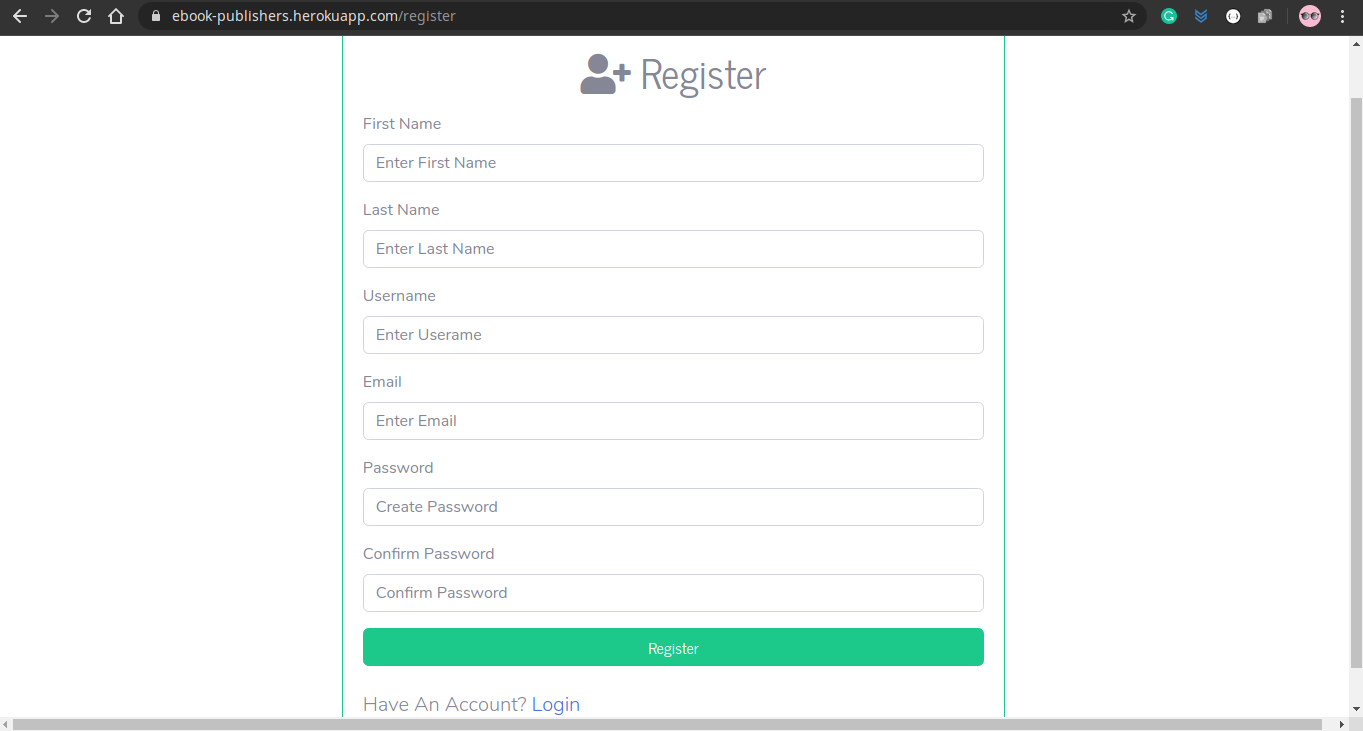 ebook-publishers.herokuapp.com/register
Register
First Name
Enter First Name
Last Name
Enter Last Name
Username
Enter Userame
Email
Enter Email
Password
Create Password
Confirm Password
Confirm Password
Register
Have An Account? Login